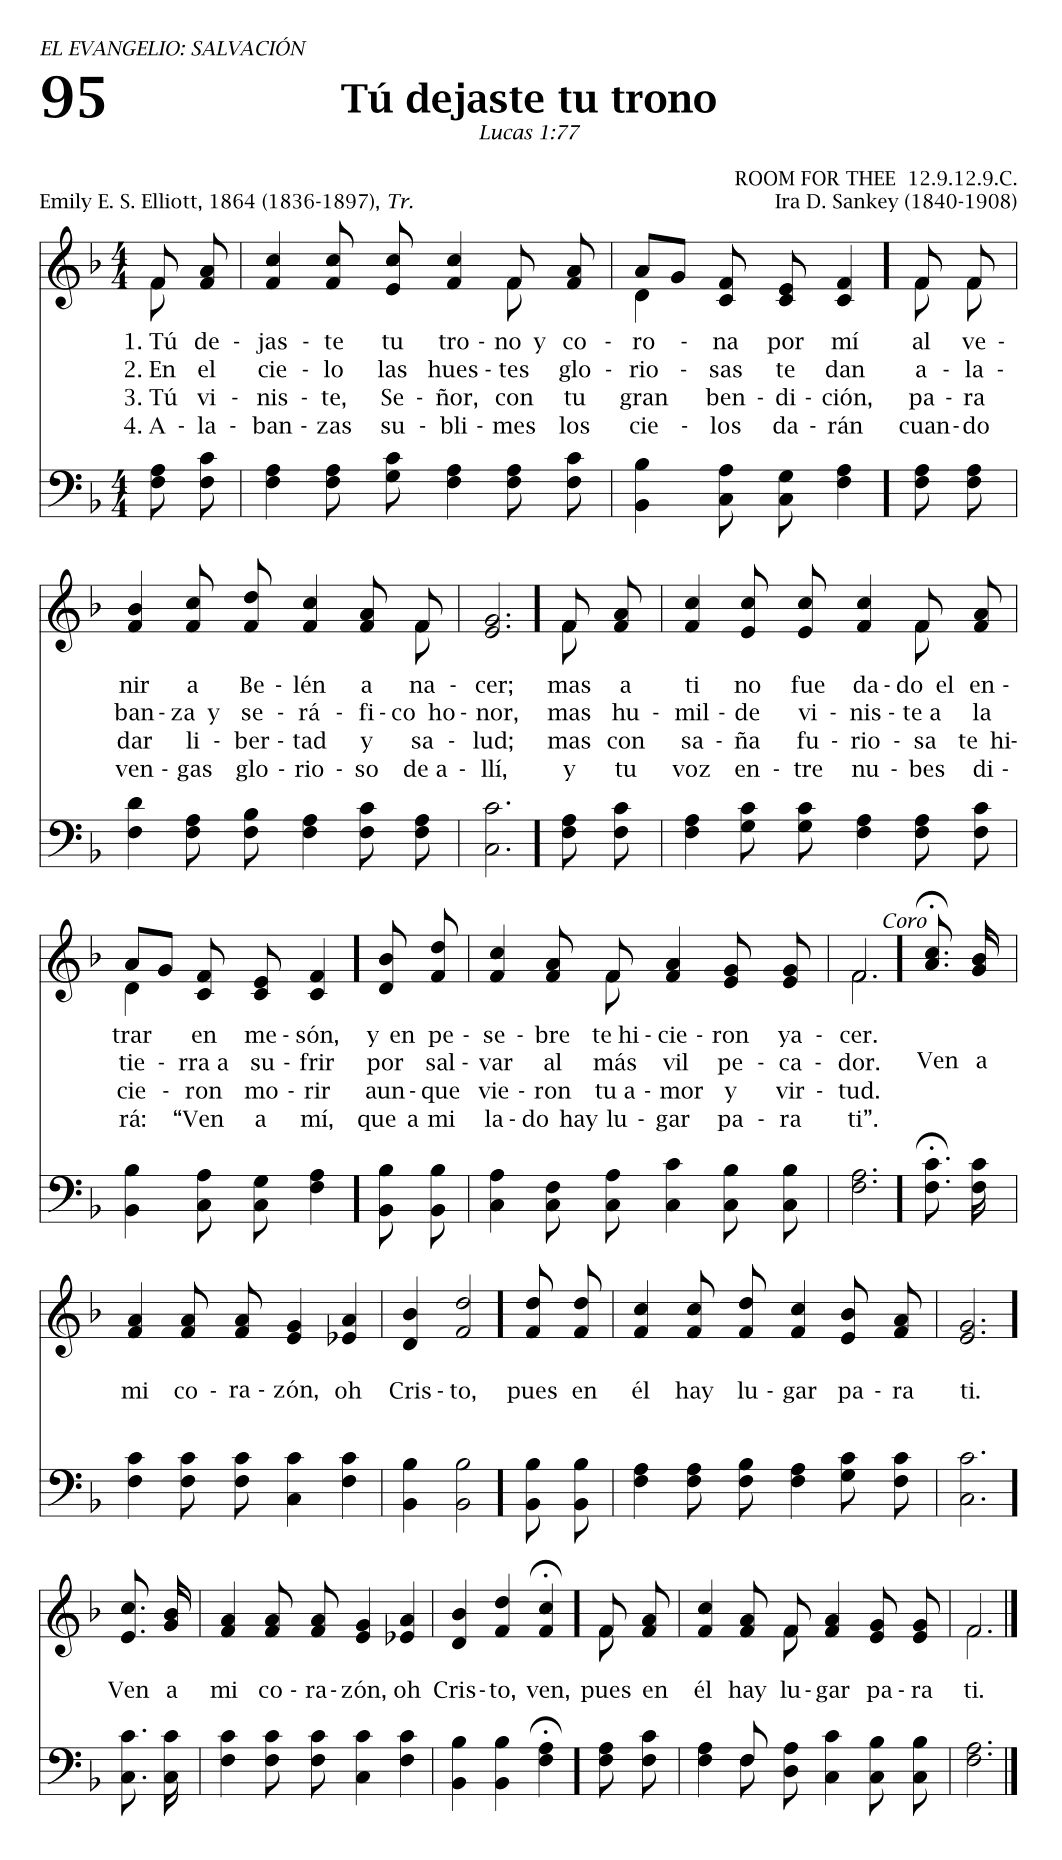 EL EVANGELIO: SALVACIÓN
95
Tú dejaste tu trono
Lucas 1:77
ROOM FOR THEE 12.9.12.9.C.
Emily E. S. Elliott, 1864 (1836-1897), Tr.
Ira D. Sankey (1840-1908)
1. Tú de - jas - te tu tro - no y co - ro - na por mí al ve -
2. En el cie - lo las hues - tes glo - rio - sas te dan a - la -
3. Tú vi - nis - te, Se - ñor, con tu gran ben - di - ción, pa - ra
4. A - la - ban - zas su - bli - mes los cie - los da - rán cuan - do
nir a Be - lén a na - cer; mas a ti no fue da - do el en -
ban - za y se - rá - fi - co ho - nor, mas hu - mil - de vi - nis - te a la
dar li - ber - tad y sa - lud; mas con sa - ña fu - rio - sa te hi-
ven - gas glo - rio - so de a - llí, y tu voz en - tre nu - bes di -
Coro
trar en me - són, y en pe - se - bre te hi - cie - ron ya - cer.
tie - rra a su - frir por sal - var al más vil pe - ca - dor. Ven a
cie - ron mo - rir aun - que vie - ron tu a - mor y vir - tud.
rá: “Ven a mí, que a mi la - do hay lu - gar pa - ra ti”.
mi co - ra - zón, oh Cris - to, pues en él hay lu - gar pa - ra ti.
Ven a mi co - ra - zón, oh Cris - to, ven, pues en él hay lu - gar pa - ra ti.